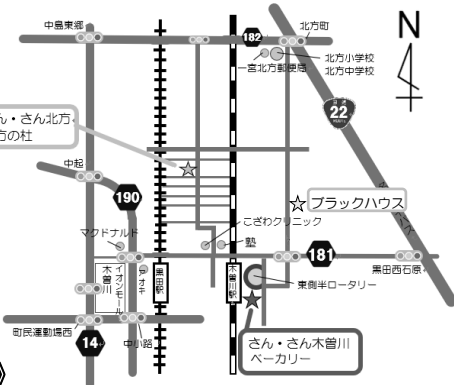 中島東郷
北方町
N
182
一宮北方郵便局
北方小学校
北方中学校
22
ん・さん北方
方の杜
中起
190
ブラックハウス
こざわクリニック
マクドナルド
塾
181
イオンモール
木曽川
アオキ
黒田駅
木曽川駅
東側半ロータリー
黒田西石原
町民運動場西
14
中小路
さん・さん木曽川
ベーカリー